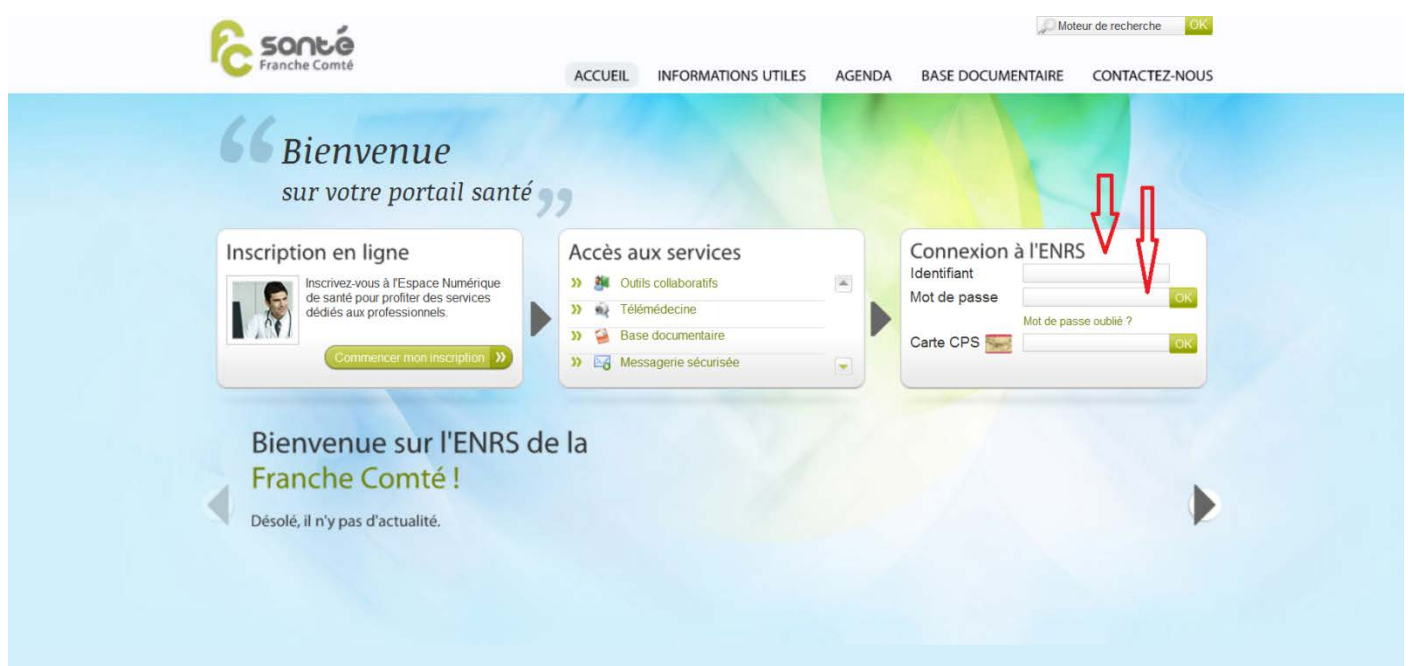 santé
Franche Comté
Moteur de recherche OK
ACCUEIL INFORMATIONS UTILES AGENDA BASE DOCUMENTAIRE CONTACTEZ-NOUS
“ Bienvenue
sur votre portail santé ”
Inscription en ligne
Inscrivez-vous à l'Espace Numérique
de santé pour profiter des services
dédiés aux professionnels.
Commencer mon inscription »
Accès aux services
» Outils collaboratifs
» Télémédecine
» Base documentaire
» Messagerie sécurisée
Connexion à l'ENRS
Identifiant
Mot de passe OK
Mot de passe oublié ?
Carte CPS OK
Bienvenue sur l'ENRS de la
Franche Comté !
Désolé, il n'y pas d'actualité.